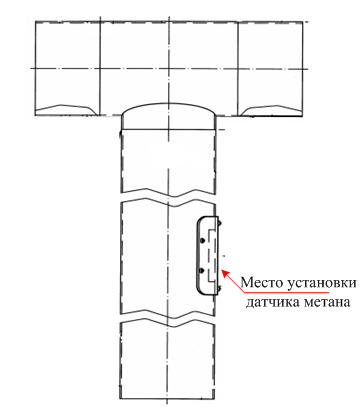 Место установки
датчика метана